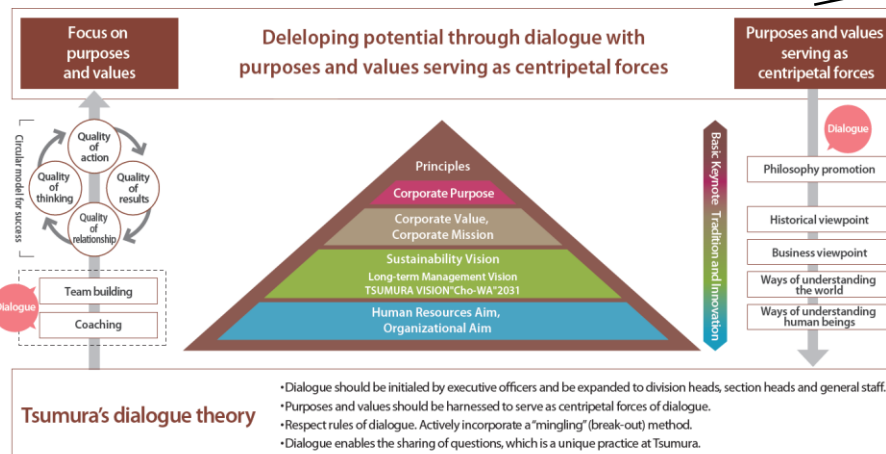 Focus on
purposes
and values
Deleloping potential through dialogue with
purposes and values serving as centripetal forces
Purposes and values
serving as
centripetal forces
Circular model for success
Quality
of
action
Quality
of
thinking
Quality
of
results
Quality
of
relationship
Dialogue
Team building
Coaching
Principles
Corporate Purpose
Corporate Value,
Corporate Mission
Sustainability Vision
Long-term Management Vision
TSUMURA VISION"Cho-WA"2031
Human Resources Aim,
Organizational Aim
Basic Keynote Tradition and Innovation
Dialogue
Philosophy promotion
Historical viewpoint
Business viewpoint
Ways of understanding
the world
Ways of understanding
human beings
Tsumura's dialogue theory
•Dialogue should be initialed by executive officers and be expanded to division heads, section heads and general staff.
•Purposes and values should be harnessed to serve as centripetal forces of dialogue.
•Respect rules of dialogue. Actively incorporate a "mingling" (break-out) method.
•Dialogue enables the sharing of questions, which is a unique practice at Tsumura.